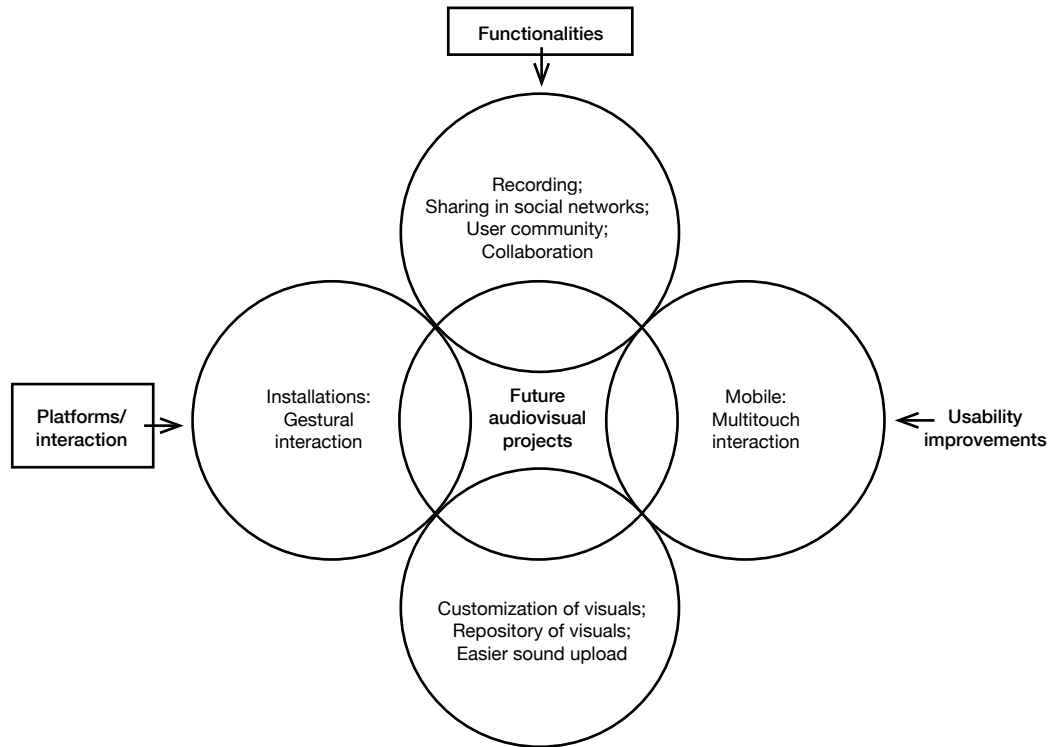 Functionalities
Recording;
Sharing in social networks;
User community;
Collaboration
Platforms/
interaction
Installations:
Gestural
interaction
Future
audiovisual
projects
Mobile:
Multitouch
interaction
Usability
improvements
Customization of visuals;
Repository of visuals;
Easier sound upload